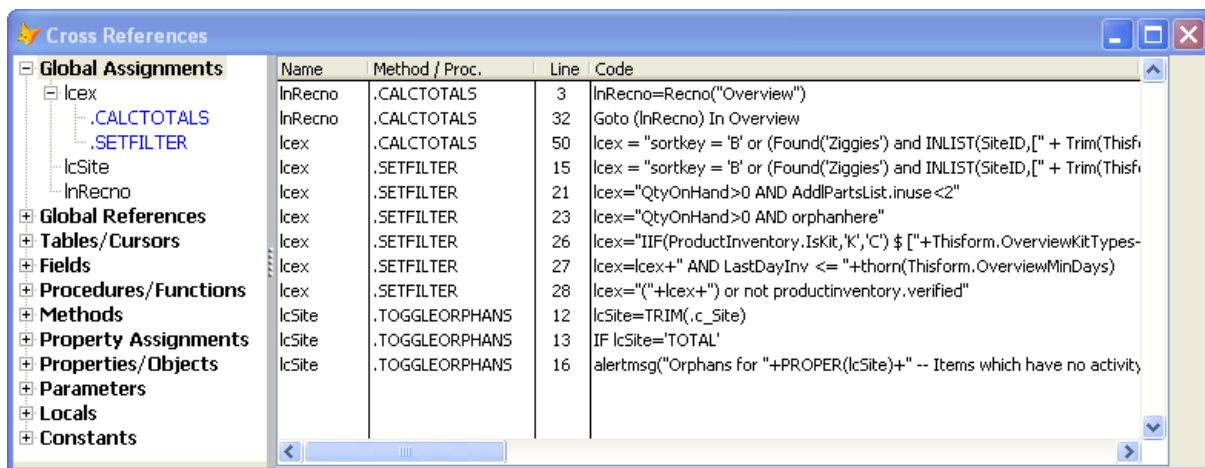 Cross References
Global Assignments
lcex
.CALCTOTALS
.SETFILTER
lcSite
lnRecno
Global References
Tables/Cursors
Fields
Procedures/Functions
Methods
Property Assignments
Properties/Objects
Parameters
Locals
Constants
Name Method / Proc. Line Code
lnRecno .CALCTOTALS 3 lnRecno=Recno("Overview")
lnRecno .CALCTOTALS 32 Goto (lnRecno) In Overview
lcex .CALCTOTALS 50 lcex = "sortkey = 'B' or (Found('Ziggies') and INLIST(SiteID,[" + Trim(Thisf
lcex .SETFILTER 15 lcex = "sortkey = 'B' or (Found('Ziggies') and INLIST(SiteID,[" + Trim(Thisf
lcex .SETFILTER 21 lcex="QtyOnHand>0 AND AddlPartsList.inuse<2"
lcex .SETFILTER 23 lcex="QtyOnHand>0 AND orphanhere"
lcex .SETFILTER 26 lcex="IIF(ProductInventory.IsKit,'K','C') $ ["+Thisform.OverviewKitTypes-
lcex .SETFILTER 27 lcex=lcex+" AND LastDayInv <= "+thorn(Thisform.OverviewMinDays)
lcex .SETFILTER 28 lcex="("+lcex+") or not productinventory.verified"
lcSite .TOGGLEORPHANS 12 lcSite=TRIM(.c_Site)
lcSite .TOGGLEORPHANS 13 IF lcSite='TOTAL'
lcSite .TOGGLEORPHANS 16 alertmsg("Orphans for "+PROPER(lcSite)+" -- Items which have no activity